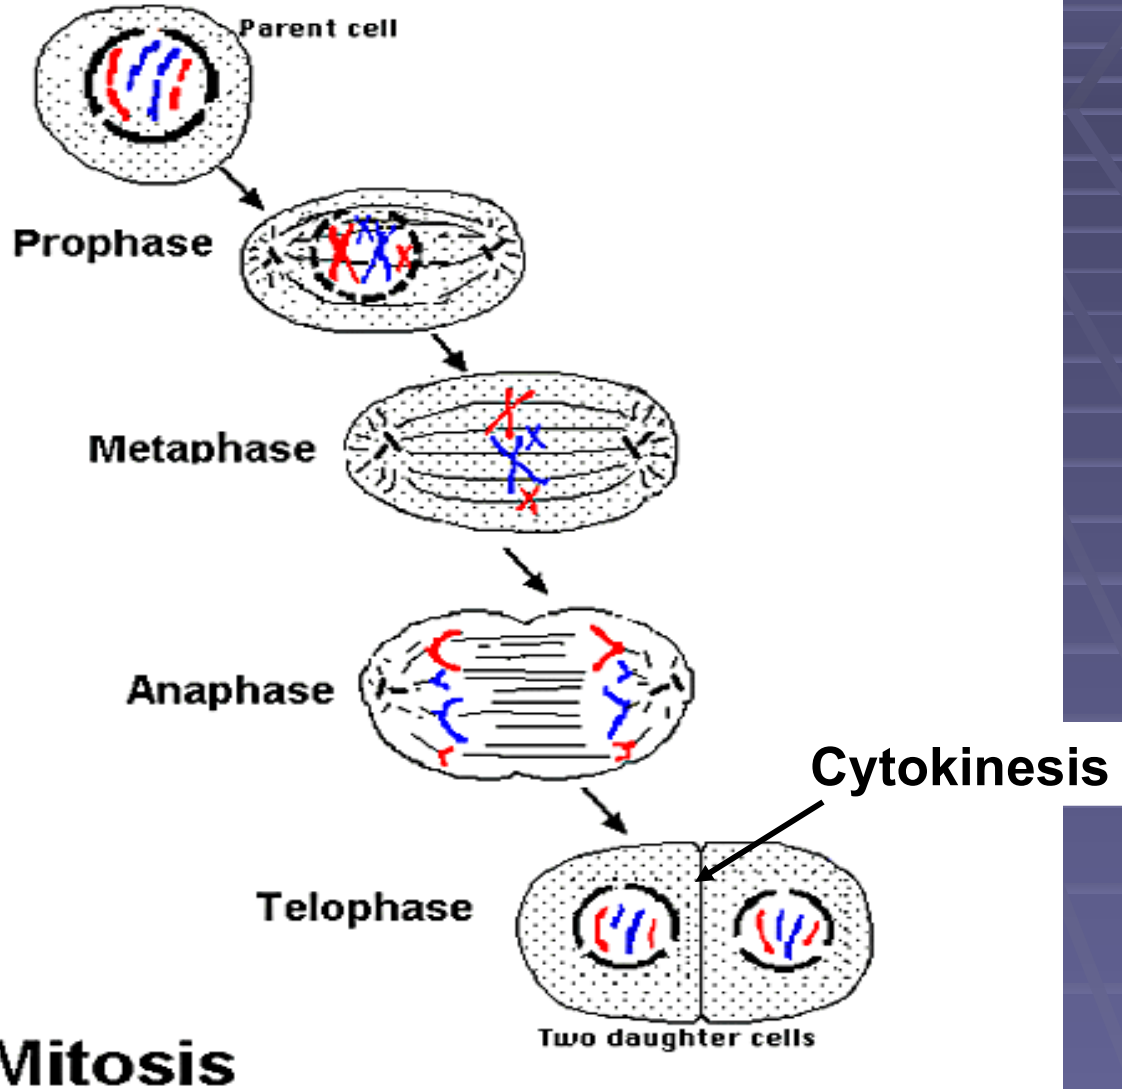 Parent cell
Prophase
Metaphase
Anaphase
Cytokinesis
Telophase
Two daughter cells
Mitosis